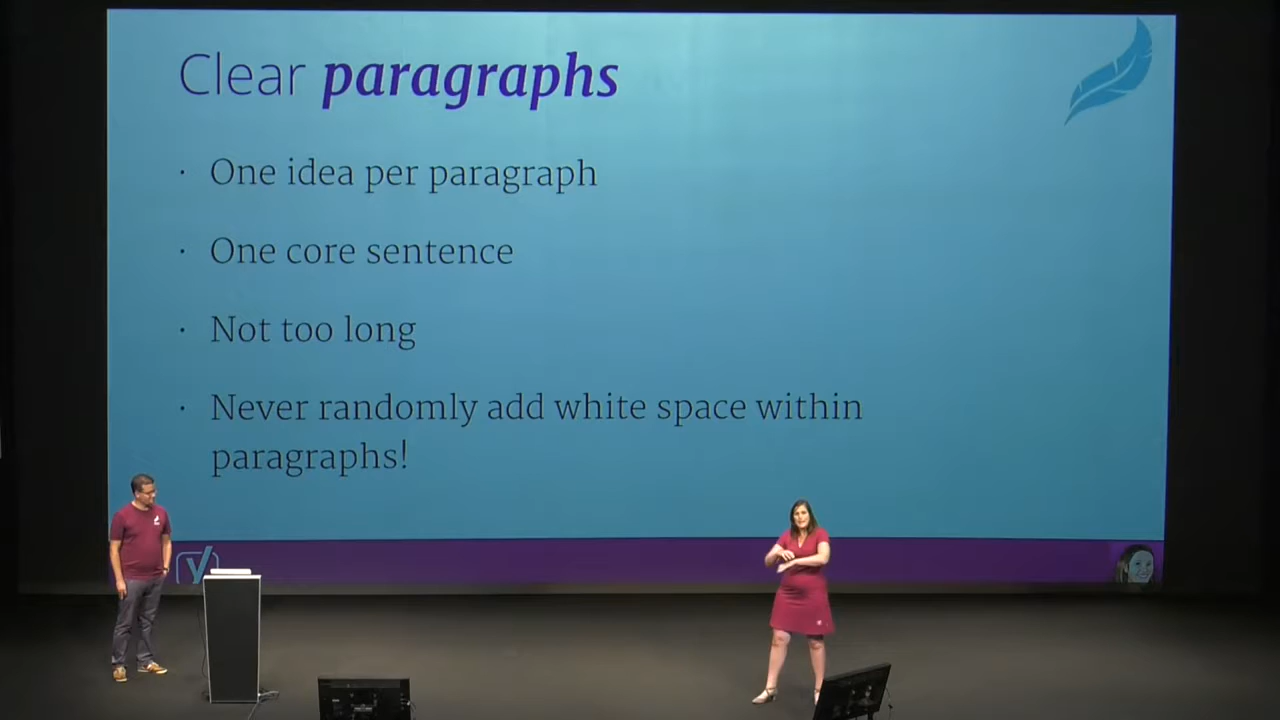 Clear paragraphs
· One idea per paragraph
· One core sentence
· Not too long
· Never randomly add white space within
paragraphs!
y